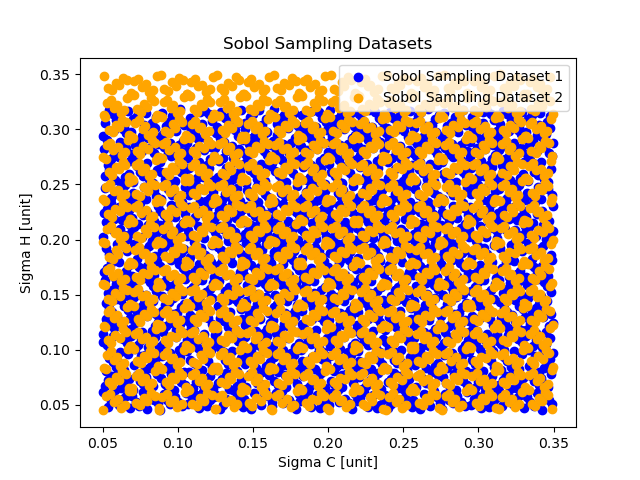 Sobol Sampling Datasets
Sobol Sampling Dataset 1
Sobol Sampling Dataset 2
0.35
0.30
0.25
0.20
0.15
0.10
0.05
Sigma H [unit]
0.05 0.10 0.15 0.20 0.25 0.30 0.35
Sigma C [unit]